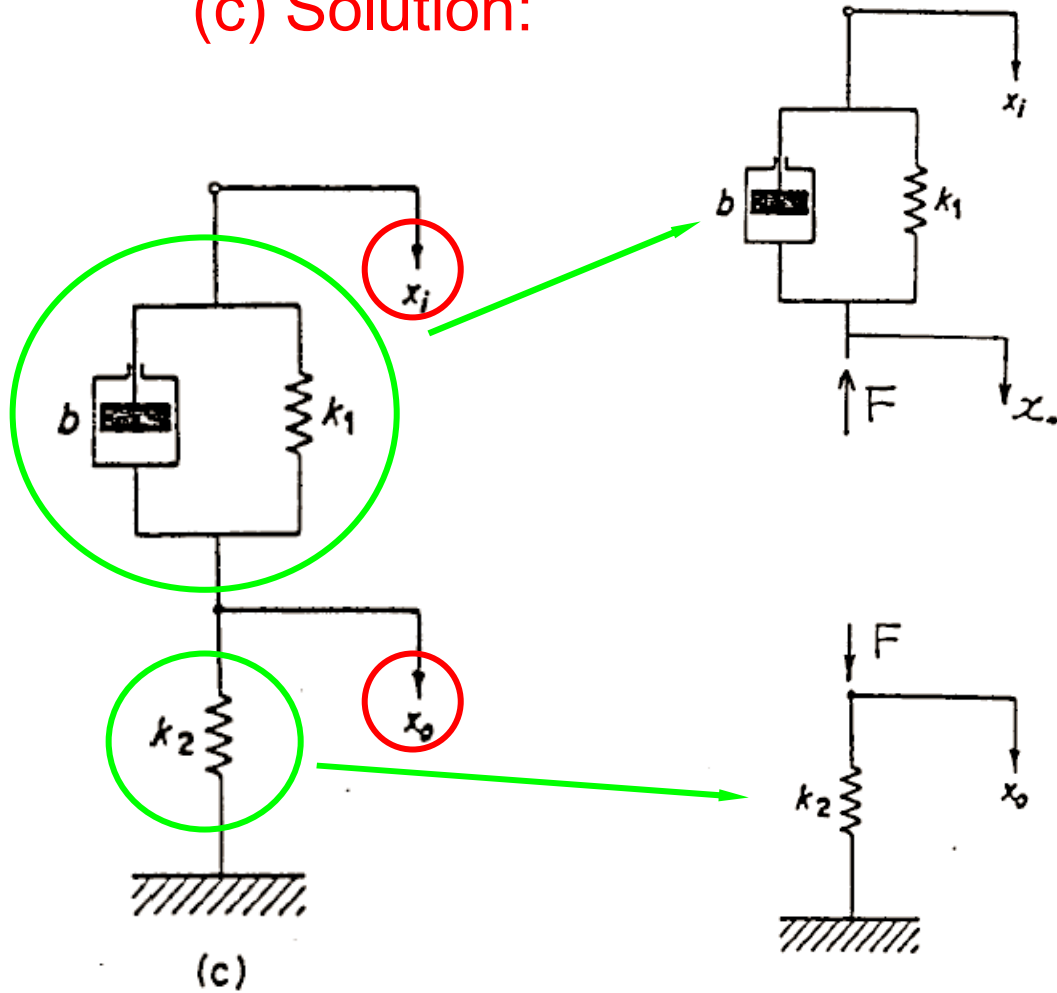 (c) Solution:
x_i
b
k_1
x_i
b
k_1
F
x_o
k_2
x_o
F
k_2
x_o
(c)